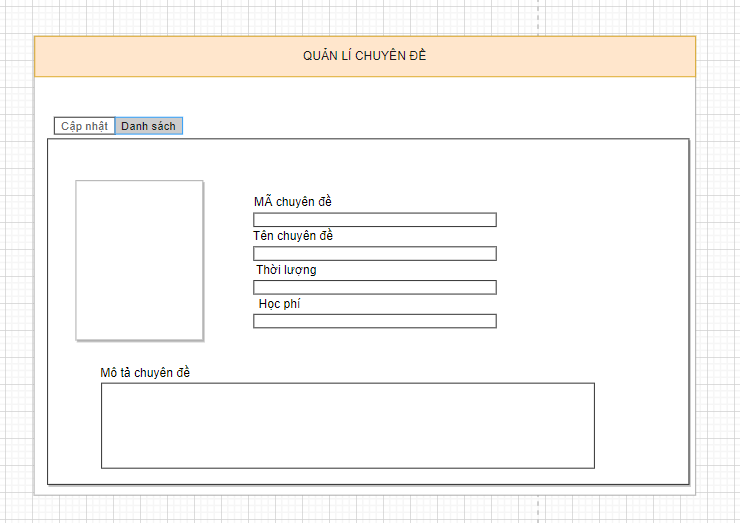 QUẢN LÍ CHUYÊN ĐỀ
Cập nhật Danh sách
MÃ chuyên đề
Tên chuyên đề
Thời lượng
Học phí
Mô tả chuyên đề